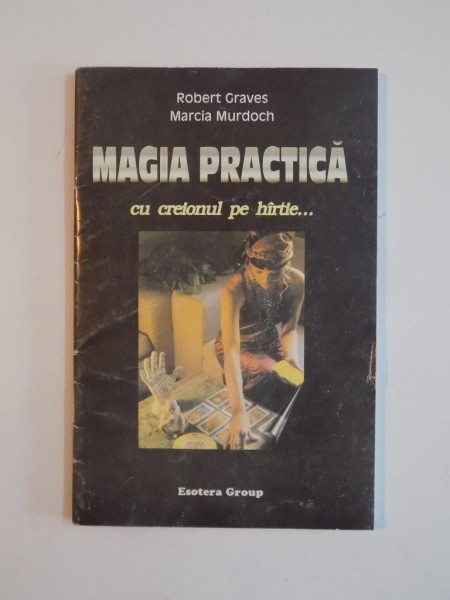 Robert Graves
Marcia Murdoch
MAGIA PRACTICĂ
cu creionul pe hîrtie...
Esotera Group